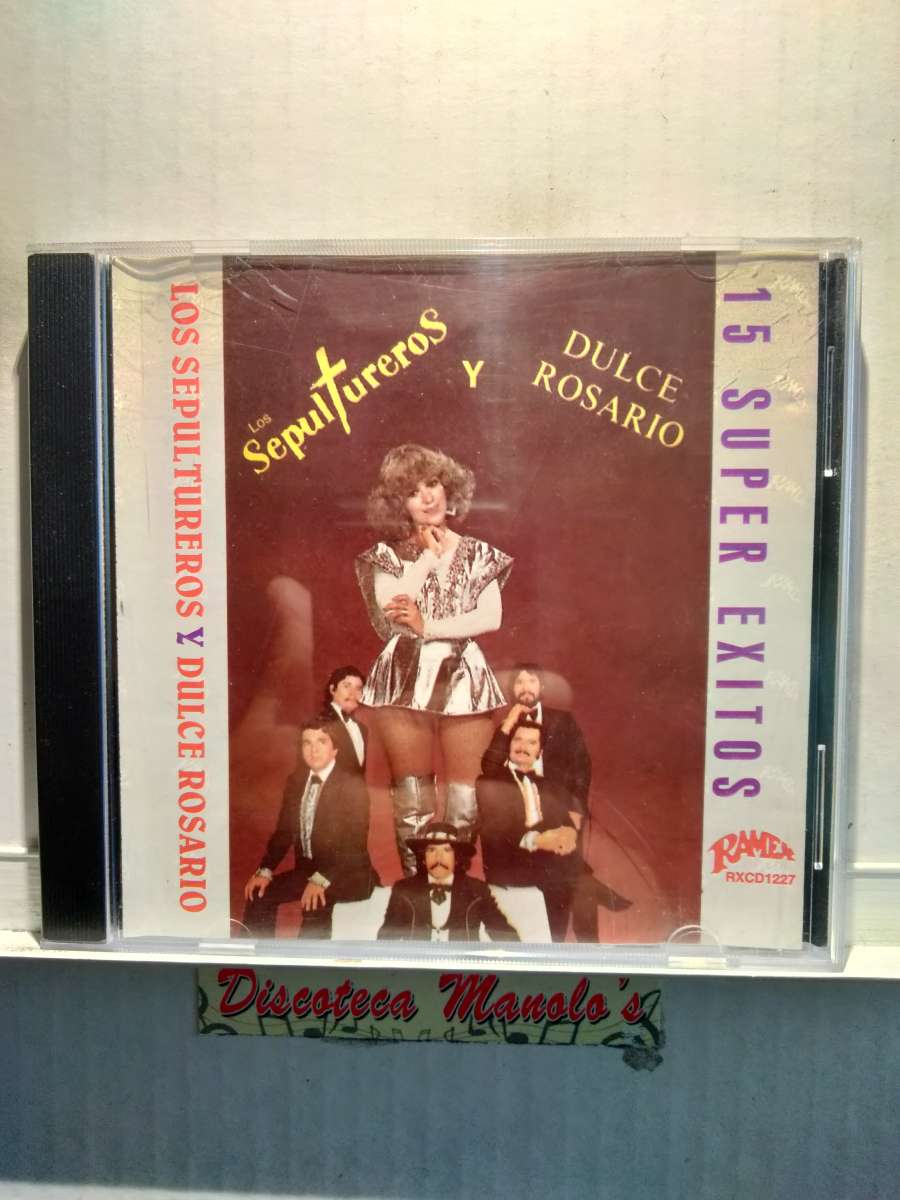 LOS SEPULTUREROS Y DULCE ROSARIO
Los
SepulTureroS
Y
DULCE
ROSARIO
15 SUPER EXITOS
RAMEX
RXCD1227
Discoteca Manolo's